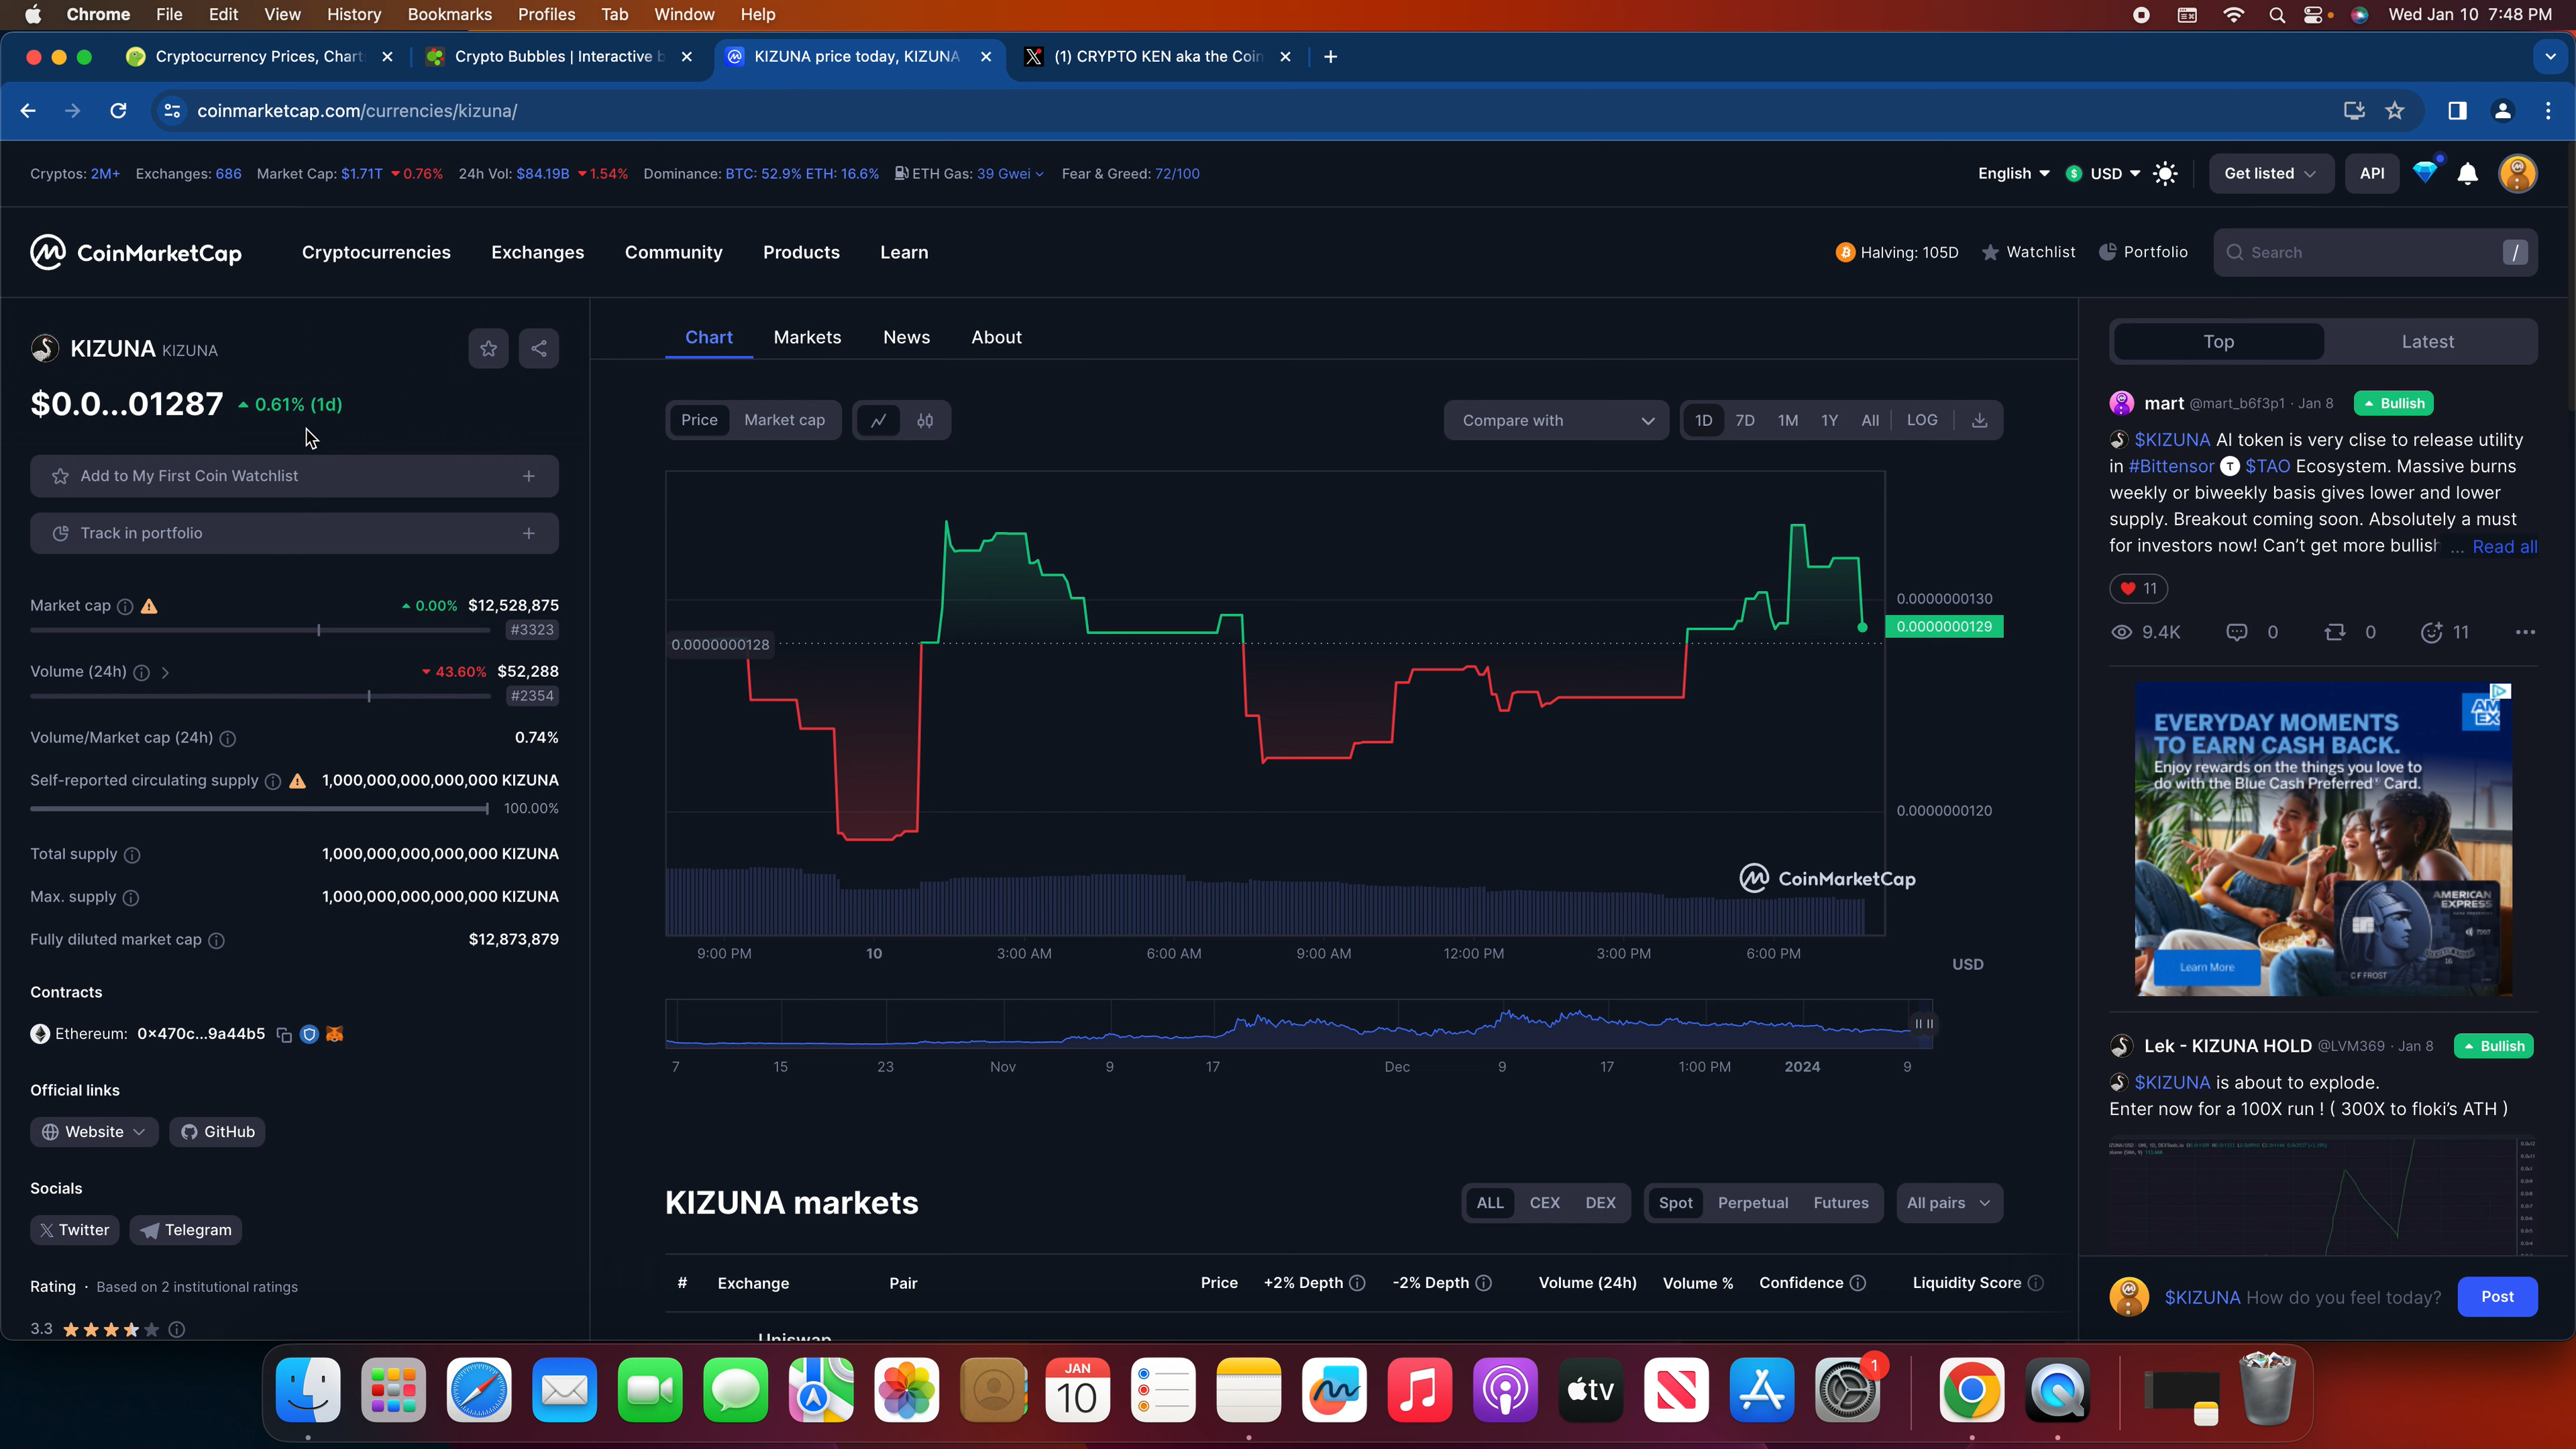 Chrome File Edit View History Bookmarks Profiles Tab Window Help
Wed Jan 10 7:48 PM
Cryptocurrency Prices, Chart
Crypto Bubbles | Interactive b
KIZUNA price today, KIZUNA
(1) CRYPTO KEN aka the Coin
coinmarketcap.com/currencies/kizuna/
Cryptos: 2M+ Exchanges: 686 Market Cap: $1.71T 0.76% 24h Vol: $84.19B 1.54% Dominance: BTC: 52.9% ETH: 16.6% ETH Gas: 39 Gwei Fear & Greed: 72/100
English USD Get listed API
CoinMarketCap
Cryptocurrencies Exchanges Community Products Learn
Halving: 105D Watchlist Portfolio Search /
KIZUNA KIZUNA
$0.0...01287 0.61% (1d)
Add to My First Coin Watchlist +
Track in portfolio +
Market cap 0.00% $12,528,875
#3323
Volume (24h) 43.60% $52,288
#2354
Volume/Market cap (24h) 0.74%
Self-reported circulating supply 1,000,000,000,000,000 KIZUNA
100.00%
Total supply 1,000,000,000,000,000 KIZUNA
Max. supply 1,000,000,000,000,000 KIZUNA
Fully diluted market cap $12,873,879
Contracts
Ethereum: 0x470c...9a44b5
Official links
Website GitHub
Socials
Twitter Telegram
Rating · Based on 2 institutional ratings
3.3
Chart Markets News About
Price Market cap
Compare with 1D 7D 1M 1Y All LOG
0.0000000130
0.0000000129
0.0000000128
0.0000000120
CoinMarketCap
9:00 PM 10 3:00 AM 6:00 AM 9:00 AM 12:00 PM 3:00 PM 6:00 PM
USD
7 15 23 Nov 9 17 Dec 9 17 1:00 PM 2024 9
KIZUNA markets
ALL CEX DEX Spot Perpetual Futures All pairs
# Exchange Pair Price +2% Depth -2% Depth Volume (24h) Volume % Confidence Liquidity Score
Uniswap
Top Latest
mart @mart_b6f3p1 · Jan 8 Bullish
$KIZUNA AI token is very clise to release utility
in #Bittensor T $TAO Ecosystem. Massive burns
weekly or biweekly basis gives lower and lower
supply. Breakout coming soon. Absolutely a must
for investors now! Can't get more bullish ... Read all
11
9.4K 0 0 11
AM
EX
EVERYDAY MOMENTS
TO EARN CASH BACK.
Enjoy rewards on the things you love to
do with the Blue Cash Preferred® Card.
AMERICAN
EXPRESS
C F FROST
Learn More
Lek - KIZUNA HOLD @LVM369 · Jan 8 Bullish
$KIZUNA is about to explode.
Enter now for a 100X run ! ( 300X to floki's ATH )
$KIZUNA How do you feel today? Post
JAN
10
tv
1